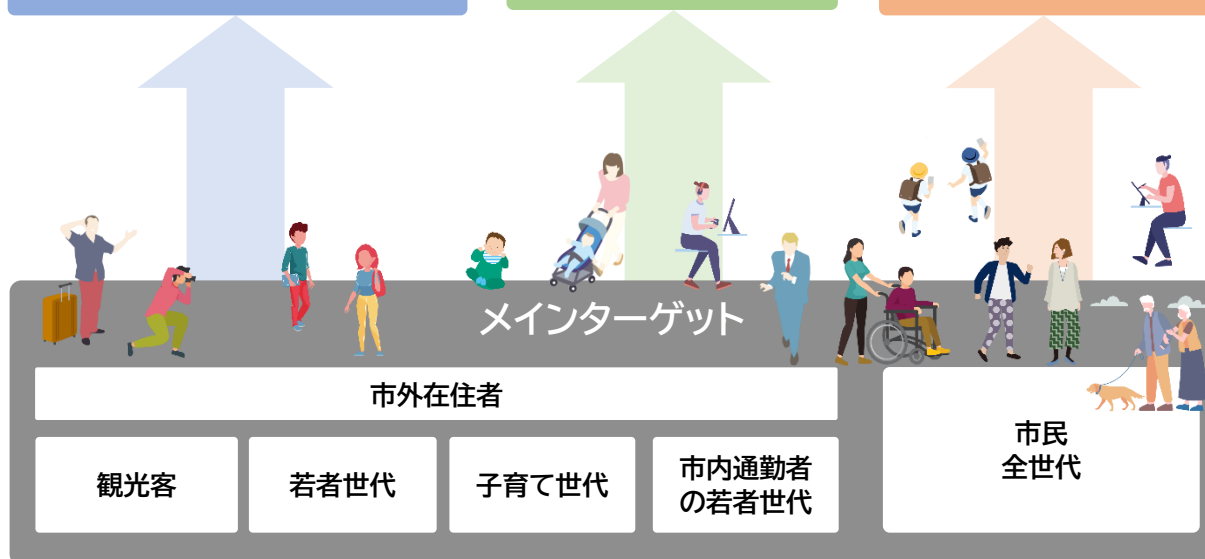 メインターゲット
市外在住者
観光客
若者世代
子育て世代
市内通勤者
の若者世代
市民
全世代